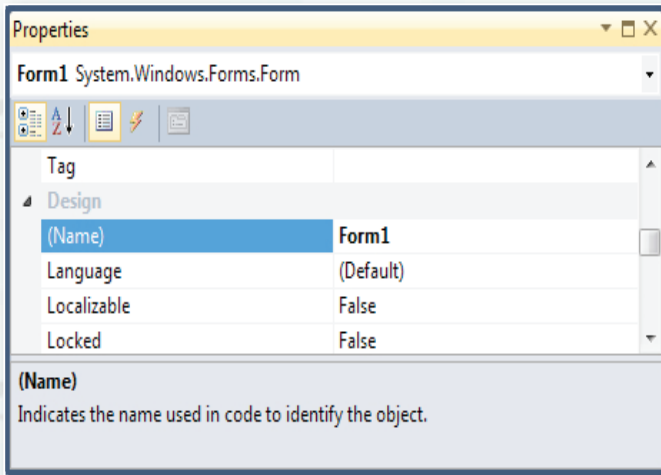 Properties
Form1 System.Windows.Forms.Form
A
Z
Tag
Design
(Name) Form1
Language (Default)
Localizable False
Locked False
(Name)
Indicates the name used in code to identify the object.